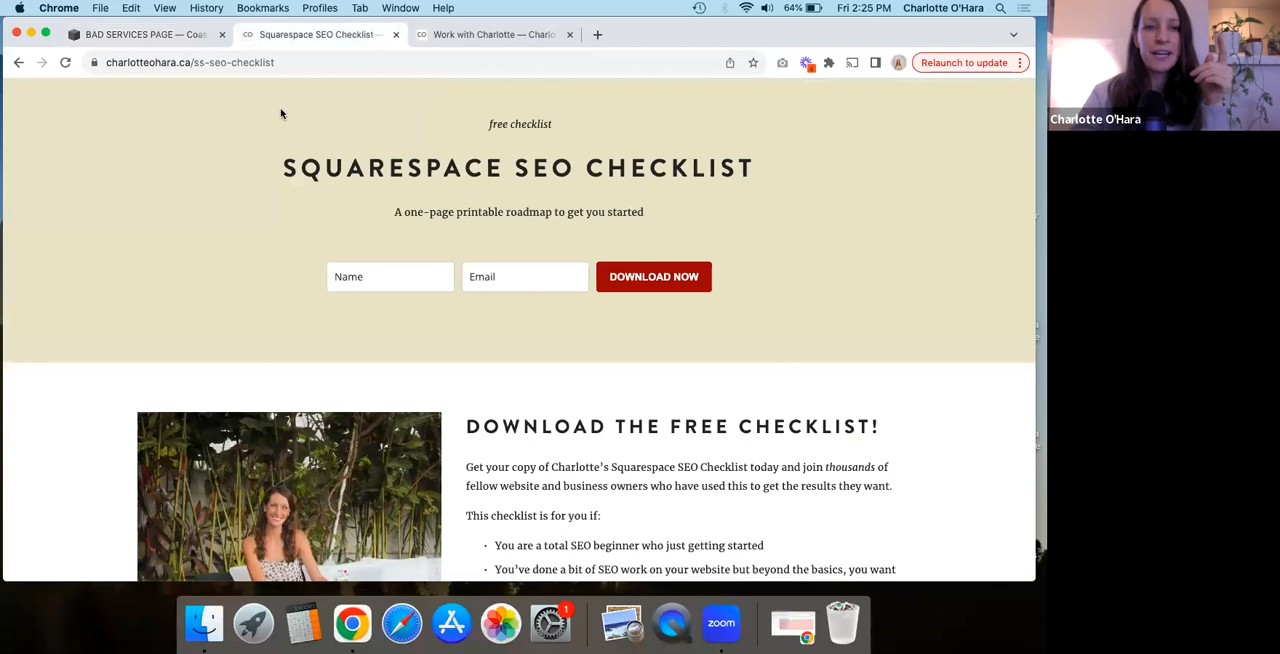 Chrome File Edit View History Bookmarks Profiles Tab Window Help 64% Fri 2:25 PM Charlotte O'Hara
BAD SERVICES PAGE — Coas
CO Squarespace SEO Checklist —
CO Work with Charlotte — Charlo
charlotteohara.ca/ss-seo-checklist
Relaunch to update
Charlotte O'Hara
free checklist
SQUARESPACE SEO CHECKLIST
A one-page printable roadmap to get you started
Name Email DOWNLOAD NOW
DOWNLOAD THE FREE CHECKLIST!
Get your copy of Charlotte's Squarespace SEO Checklist today and join thousands of
fellow website and business owners who have used this to get the results they want.
This checklist is for you if:
· You are a total SEO beginner who just getting started
· You've done a bit of SEO work on your website but beyond the basics, you want
1
zoom